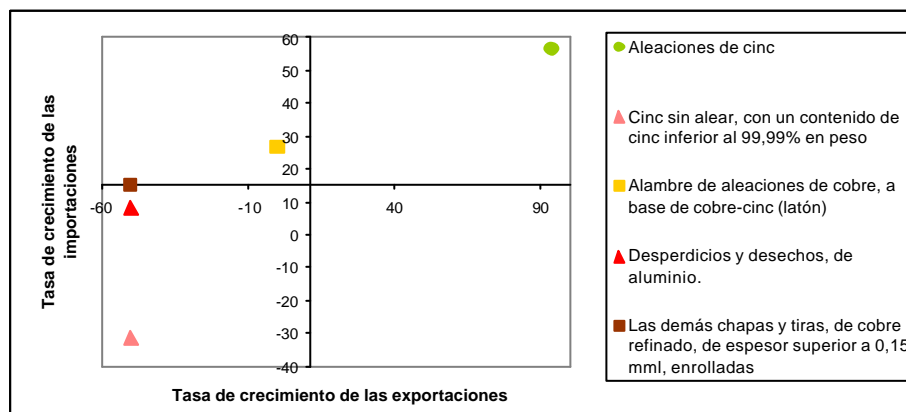 Tasa de crecimiento de las
importaciones
60
50
40
30
20
10
0
-10
-20
-30
-40
-60
-10
40
90
Tasa de crecimiento de las exportaciones
Aleaciones de cinc
Cinc sin alear, con un contenido de
cinc inferior al 99,99% en peso
Alambre de aleaciones de cobre, a
base de cobre-cinc (latón)
Desperdicios y desechos, de
aluminio.
Las demás chapas y tiras, de cobre
refinado, de espesor superior a 0,15
mml, enrolladas